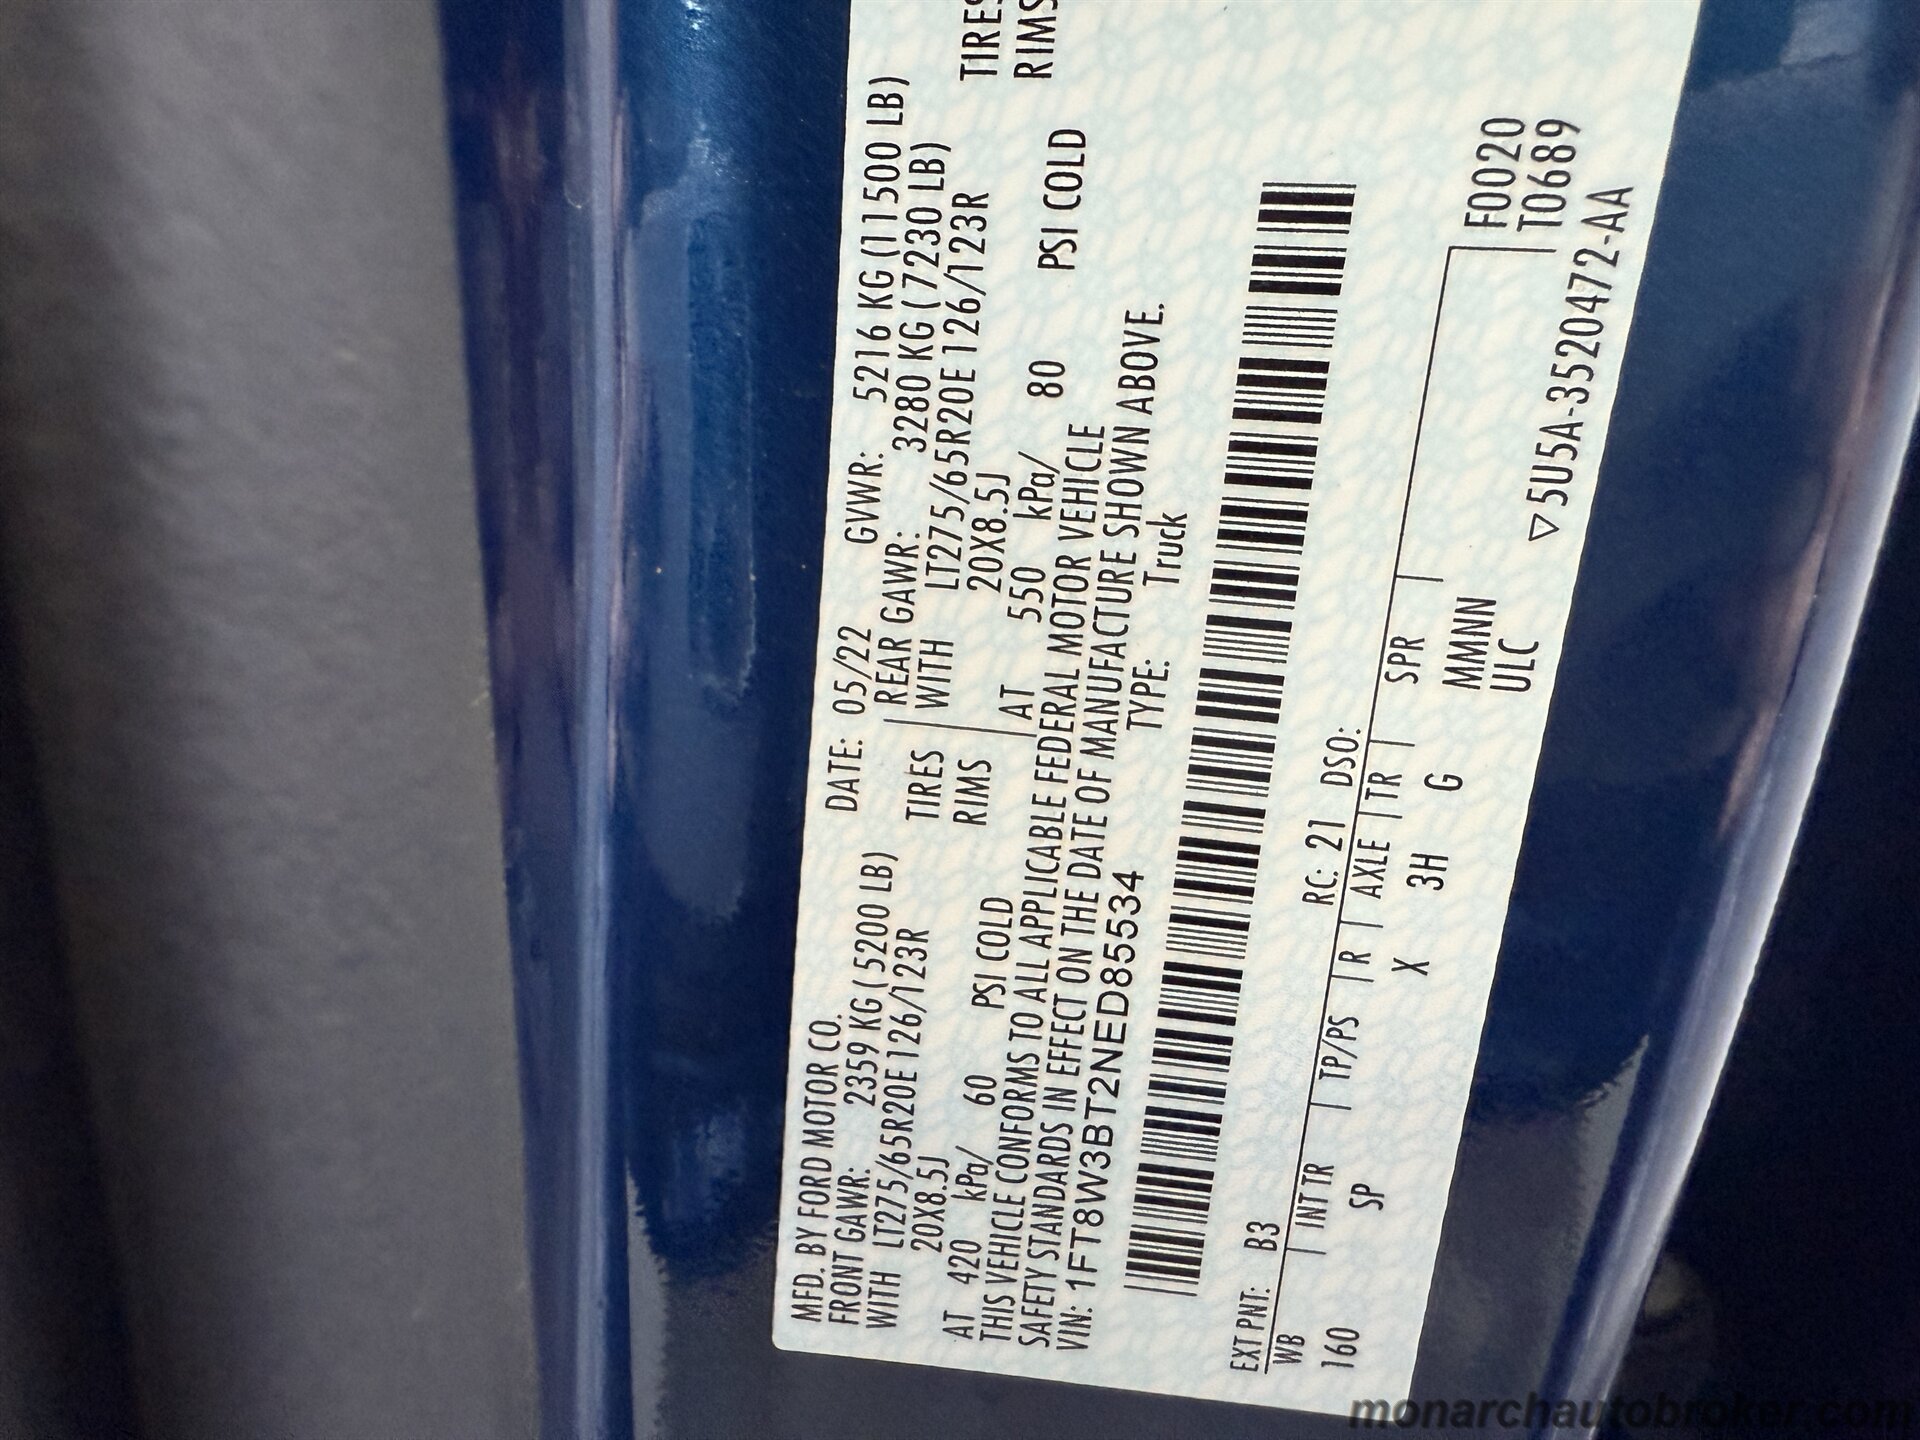 MFD. BY FORD MOTOR CO.
DATE: 05/22 GVWR: 5216 KG (11500 LB)
FRONT GAWR: 2359 KG (5200 LB)
REAR GAWR: 3280 KG (7230 LB)
WITH LT275/65R20E 126/123R TIRES
WITH LT275/65R20E 126/123R TIRES
20X8.5J RIMS
20X8.5J RIMS
AT 420 kPa/ 60 PSI COLD
AT 550 kPa/ 80 PSI COLD
THIS VEHICLE CONFORMS TO ALL APPLICABLE FEDERAL MOTOR VEHICLE
SAFETY STANDARDS IN EFFECT ON THE DATE OF MANUFACTURE SHOWN ABOVE.
VIN: 1FT8W3BT2NED85534
TYPE: Truck
EXT PNT: B3 RC: 21 DSO:
WB INT TR TP/PS R AXLE TR SPR
160 SP X 3H G MMMNN
ULC
F0020
T0689
▽5U5A-3520472-AA
monarchautobroker.com